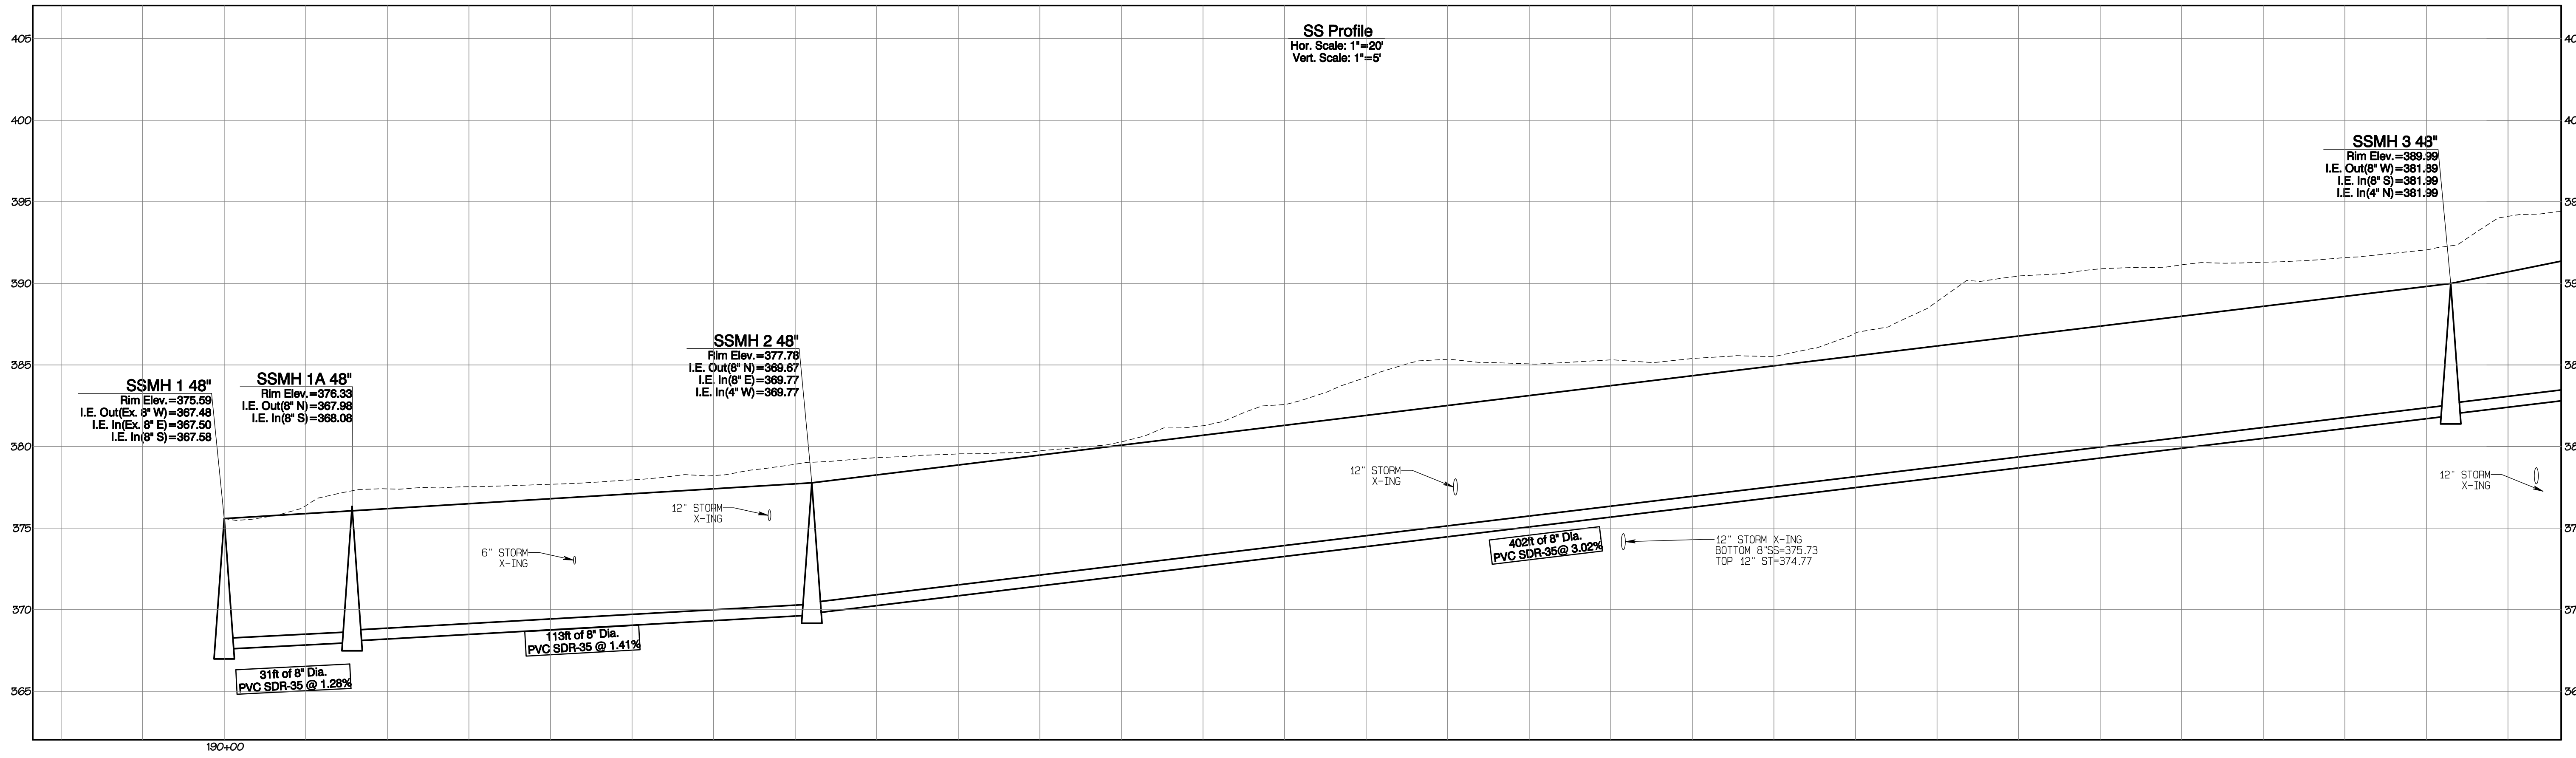 SS Profile
Hor. Scale: 1"=20'
Vert. Scale: 1"=5'
405
400
395
390
385
380
375
370
365
SSMH 1 48"
Rim Elev.=375.59
I.E. Out(Ex. 8" W)=367.48
I.E. In(Ex. 8" E)=367.50
I.E. In(8" S)=367.58
SSMH 1A 48"
Rim Elev.=376.33
I.E. Out(8" N)=367.98
I.E. In(8" S)=368.08
SSMH 2 48"
Rim Elev.=377.78
I.E. Out(8" N)=369.67
I.E. In(8" E)=369.77
I.E. In(4" W)=369.77
SSMH 3 48"
Rim Elev.=389.99
I.E. Out(8" W)=381.89
I.E. In(8" S)=381.99
I.E. In(4" N)=381.99
6" STORM
X-ING
12" STORM
X-ING
12" STORM
X-ING
12" STORM X-ING
BOTTOM 8"SS=375.73
TOP 12" ST=374.77
12" STORM
X-ING
31ft of 8" Dia.
PVC SDR-35 @ 1.28%
113ft of 8" Dia.
PVC SDR-35 @ 1.41%
402ft of 8" Dia.
PVC SDR-35@ 3.02%
190+00